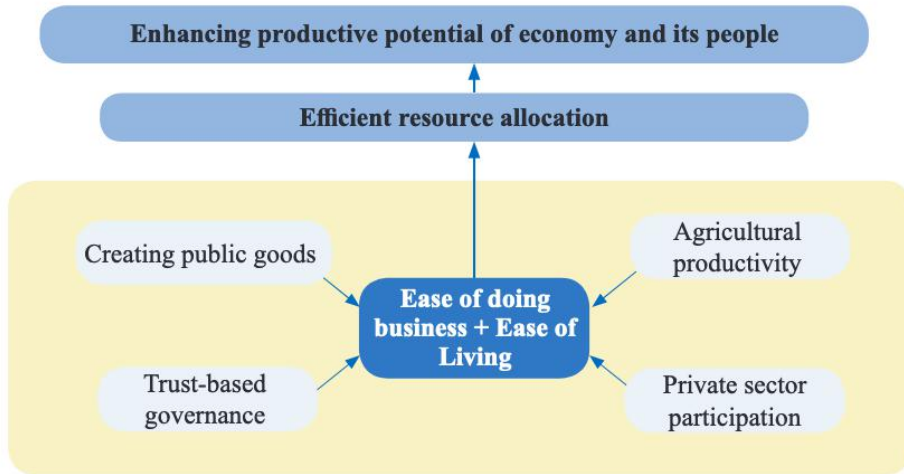 Enhancing productive potential of economy and its people
Efficient resource allocation
Creating public goods
Agricultural
productivity
Ease of doing
business + Ease of
Living
Trust-based
governance
Private sector
participation